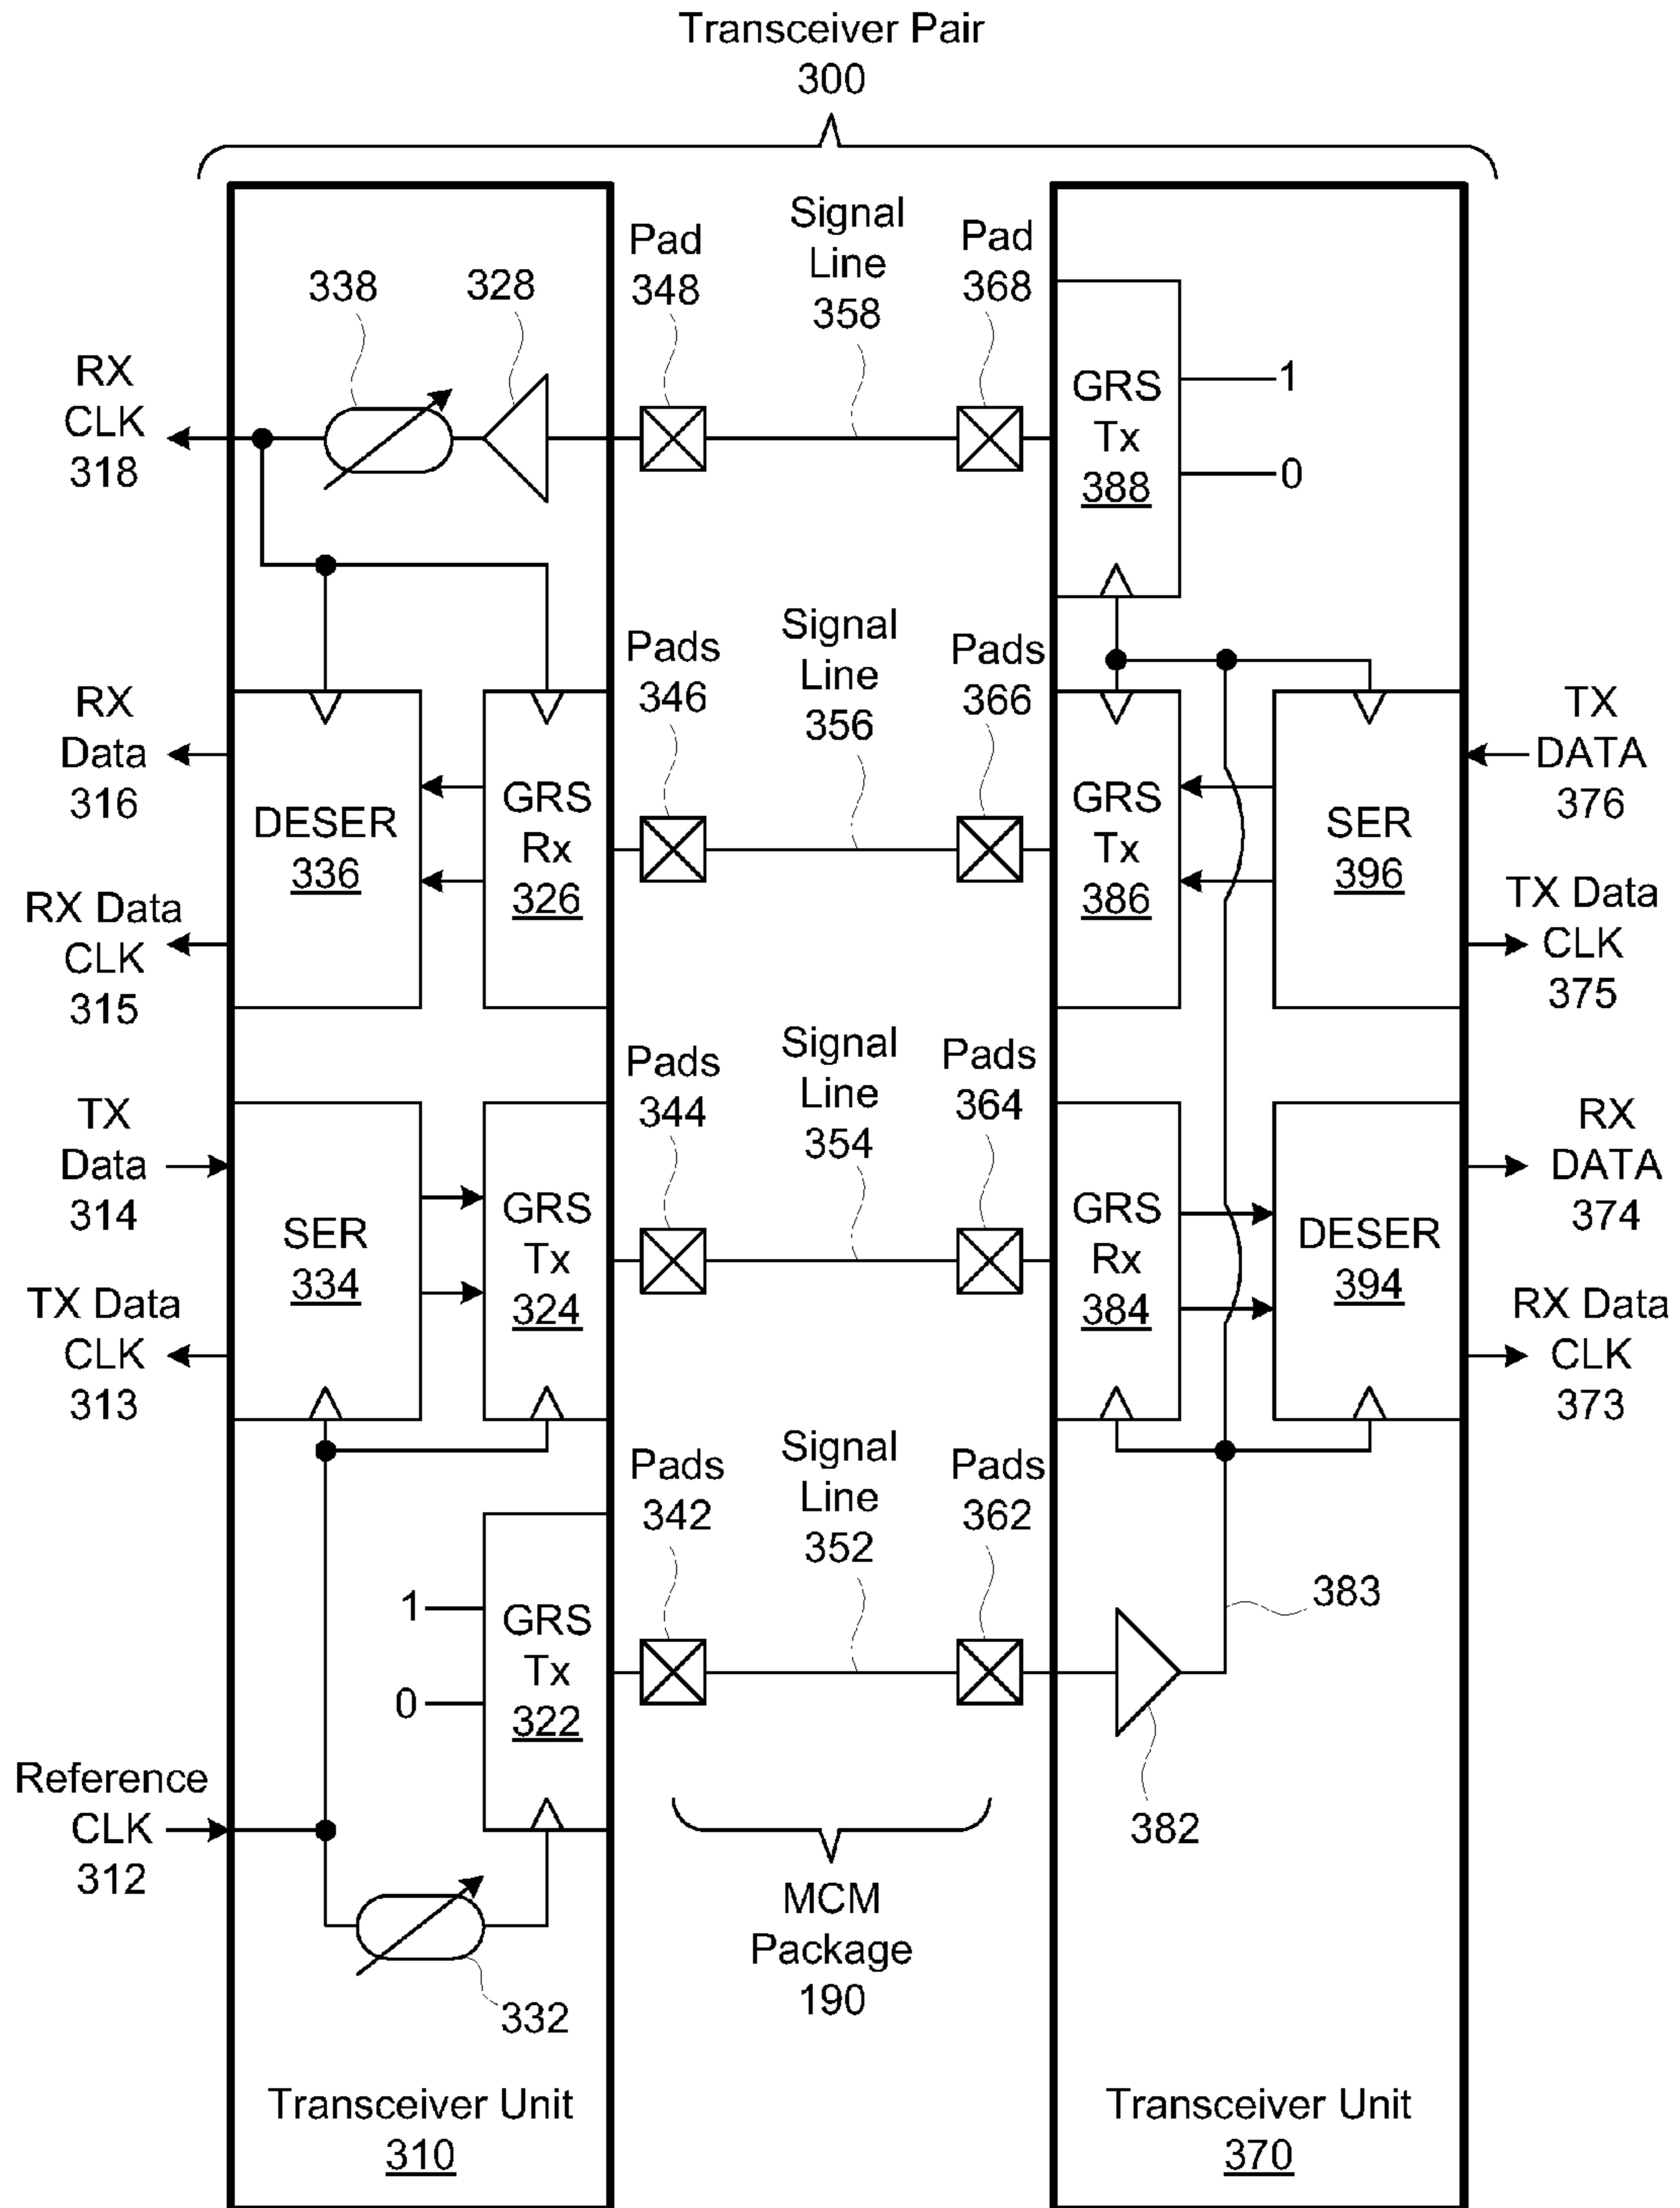 Transceiver Pair
300
338
328
Pad
348
Signal
Line
358
Pad
368
RX
CLK
318
GRS
Tx
388
1
0
RX
Data
316
RX Data
CLK
315
DESER
336
GRS
Rx
326
Pads
346
Signal
Line
356
Pads
366
GRS
Tx
386
SER
396
TX
DATA
376
TX Data
CLK
375
TX
Data
314
TX Data
CLK
313
SER
334
GRS
Tx
324
Pads
344
Signal
Line
354
Pads
364
GRS
Rx
384
DESER
394
RX
DATA
374
RX Data
CLK
373
1
0
GRS
Tx
322
Pads
342
Signal
Line
352
Pads
362
383
382
Reference
CLK
312
332
MCM
Package
190
Transceiver Unit
310
Transceiver Unit
370